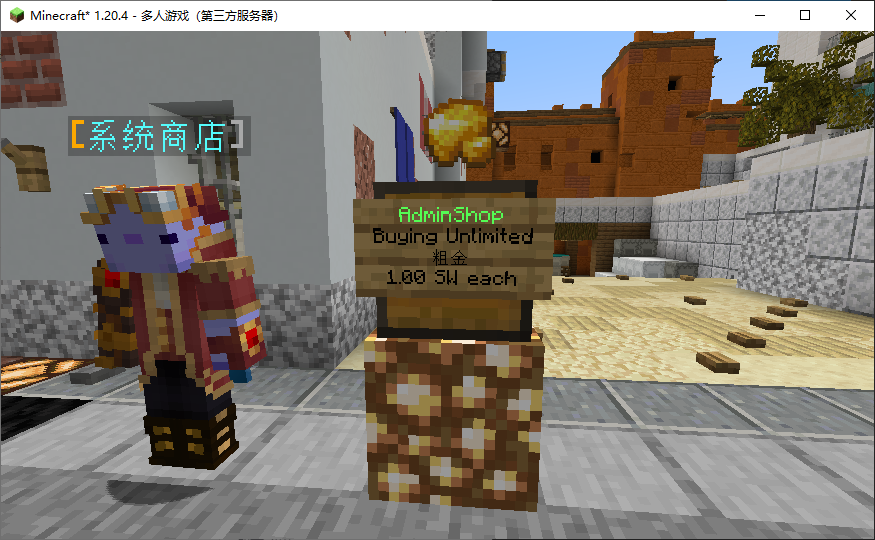 Minecraft* 1.20.4 - 多人游戏（第三方服务器）
[系统商店]
AdminShop
Buying Unlimited
粗金
1.00 SW each